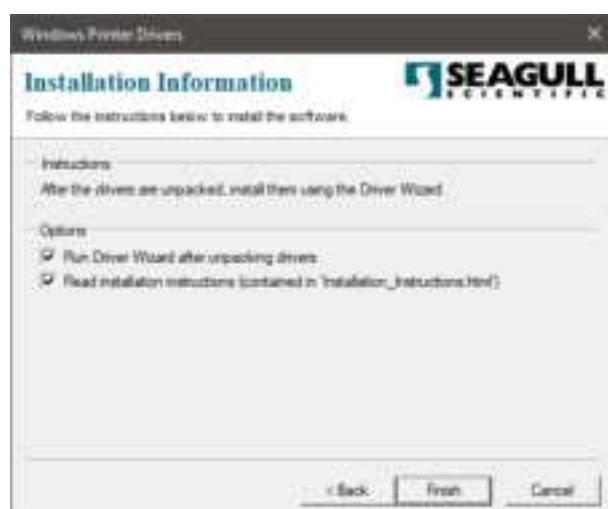 Windows Printer Drivers
Installation Information
SEAGULL
SCIENTIFIC
Follow the instructions below to install the software.
Instructions
After the drivers are unpacked, install them using the Driver Wizard
Options
Run Driver Wizard after unpacking drivers
Read installation instructions (contained in 'Installation_Instructions.html')
< Back
Finish
Cancel